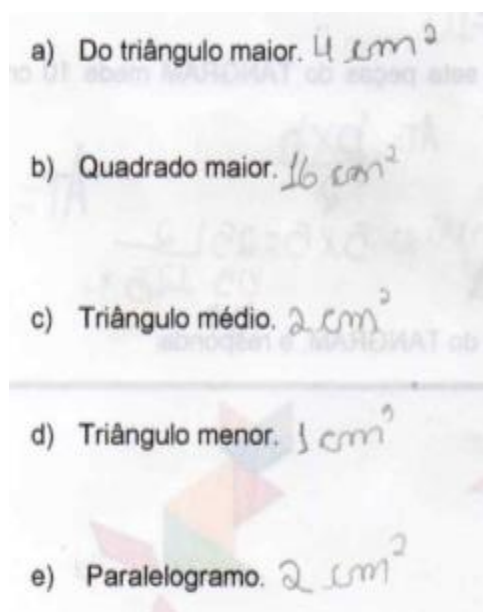 a) Do triângulo maior. 4 cm²
b) Quadrado maior. 16 cm²
c) Triângulo médio. 2 cm²
d) Triângulo menor. 1 cm²
e) Paralelogramo. 2 cm²